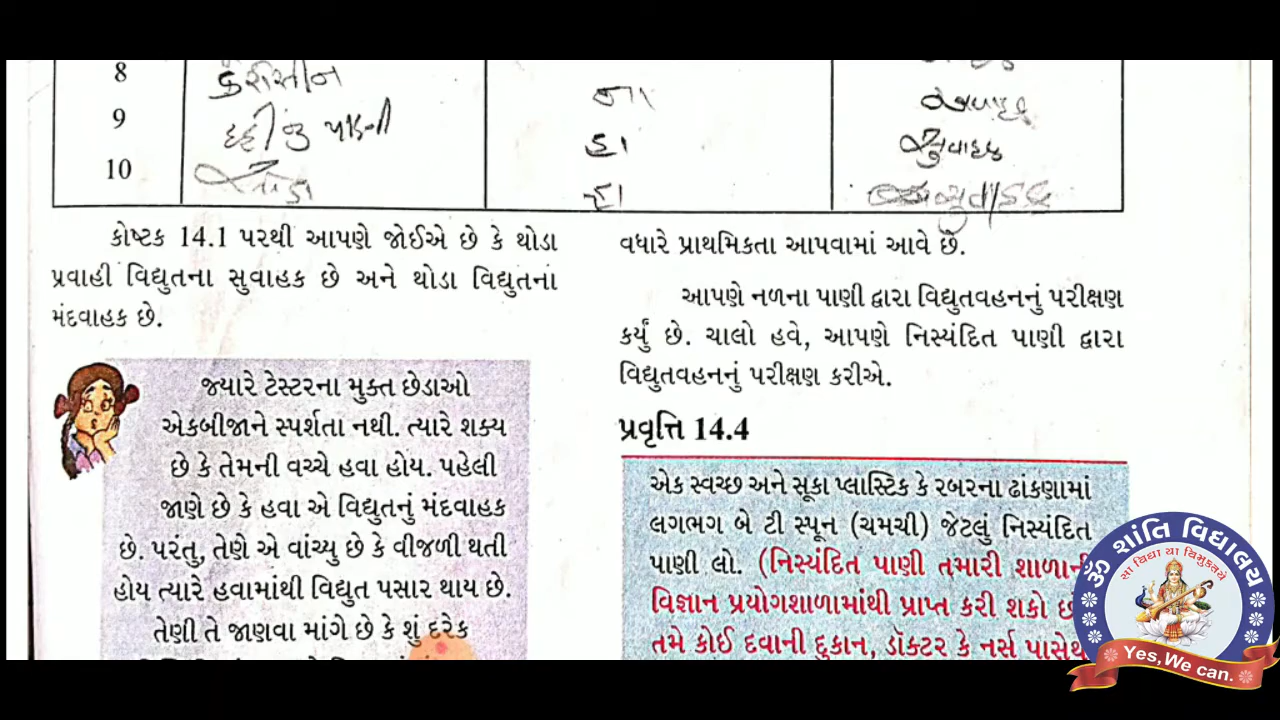 8 કેરોસીન ના
9 દહીંનું પાણી હા સુવાહક
10 હા
કોષ્ટક 14.1 પરથી આપણે જોઈએ છે કે થોડા
પ્રવાહી વિદ્યુતના સુવાહક છે અને થોડા વિદ્યુતના
મંદવાહક છે.
જ્યારે ટેસ્ટરના મુક્ત છેડાઓ
એકબીજાને સ્પર્શતા નથી. ત્યારે શક્ય
છે કે તેમની વચ્ચે હવા હોય. પહેલી
જાણે છે કે હવા એ વિદ્યુતનું મંદવાહક
છે. પરંતુ, તેણે એ વાંચ્યુ છે કે વીજળી થતી
હોય ત્યારે હવામાંથી વિદ્યુત પસાર થાય છે.
તેણી તે જાણવા માંગે છે કે શું દરેક
વધારે પ્રાથમિકતા આપવામાં આવે છે.
આપણે નળના પાણી દ્વારા વિદ્યુતવહનનું પરીક્ષણ
કર્યું છે. ચાલો હવે, આપણે નિસ્યંદિત પાણી દ્વારા
વિદ્યુતવહનનું પરીક્ષણ કરીએ.
પ્રવૃત્તિ 14.4
એક સ્વચ્છ અને સૂકા પ્લાસ્ટિક કે રબરના ઢાંકણામાં
લગભગ બે ટી સ્પૂન (ચમચી) જેટલું નિસ્યંદિત
પાણી લો. (નિસ્યંદિત પાણી તમારી
વિજ્ઞાન પ્રયોગશાળામાંથી પ્રાપ્ત કરી શકો
તમે કોઈ દવાની દુકાન, ડૉક્ટર કે નર્સ
ૐ શાંતિ વિદ્યાલય
સા વિદ્યા યા વિમુક્તયે
Yes, We can.